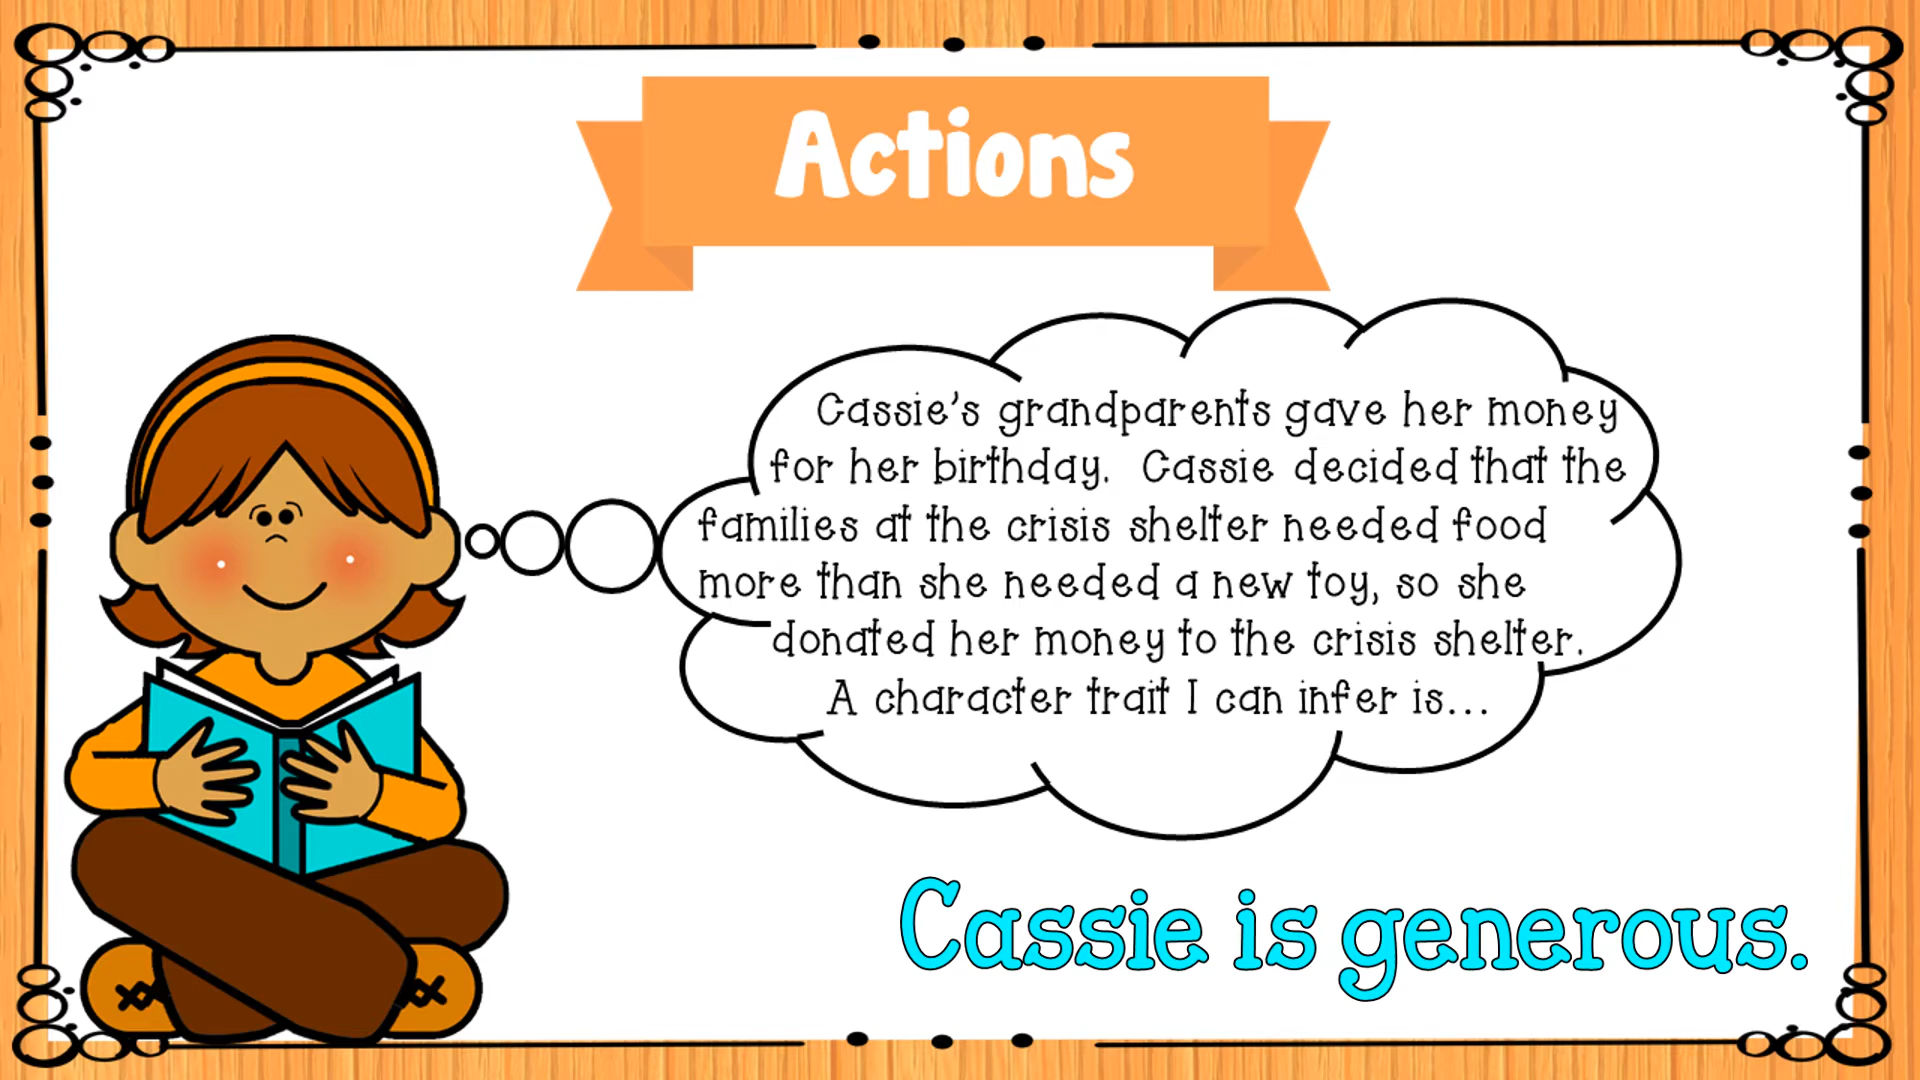 Actions
Cassie's grandparents gave her money
for her birthday. Cassie decided that the
families at the crisis shelter needed food
more than she needed a new toy, so she
donated her money to the crisis shelter.
A character trait I can infer is...
Cassie is generous.